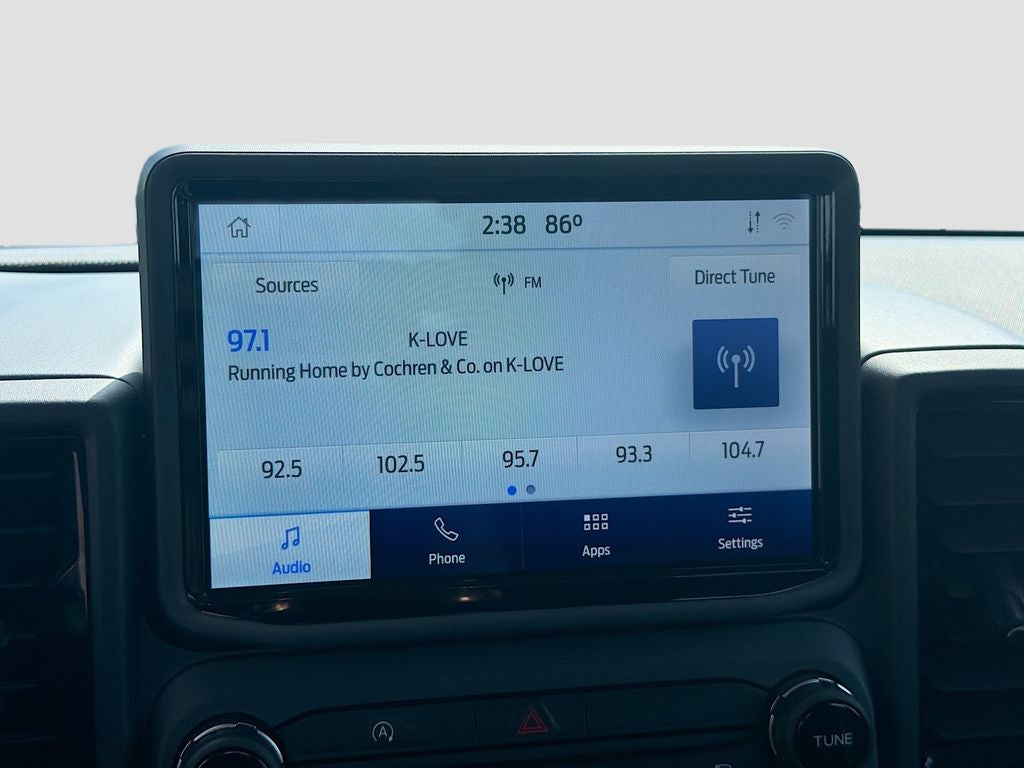 2:38 86º
Sources
FM
Direct Tune
97.1 K-LOVE
Running Home by Cochren & Co. on K-LOVE
92.5 102.5 95.7 93.3 104.7
Audio Phone Apps Settings
A
TUNE